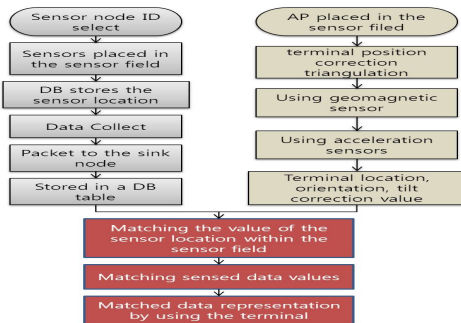 Sensor node ID
select
Sensors placed
in the sensor field
DB stores the
sensor location
Data Collect
Packet to the sink
node
Stored in a DB
table
AP placed in the
sensor filed
terminal position
correction
triangulation
Using geomagnetic
sensor
Using acceleration
sensors
Terminal location,
orientation, tilt
correction value
Matching the value of the
sensor location within the
sensor field
Matching sensed data values
Matched data representation
by using the terminal